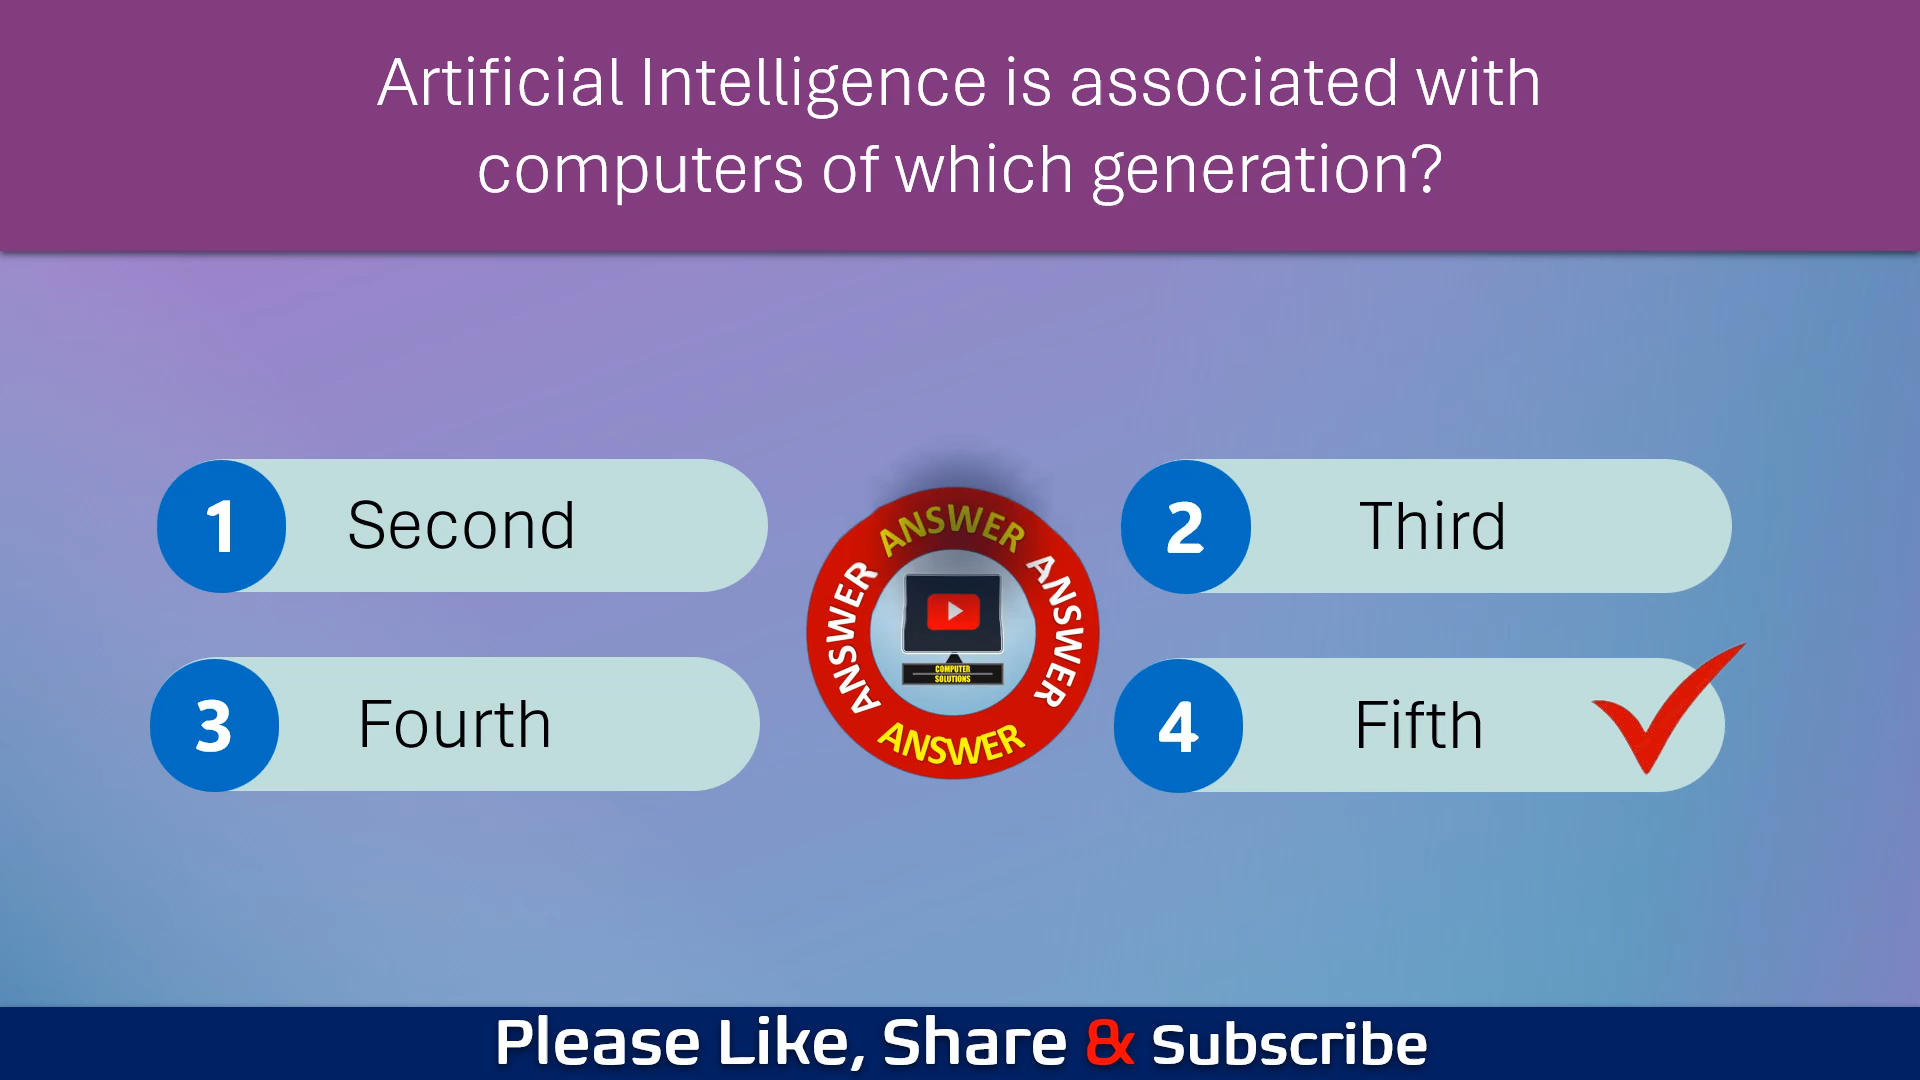 Artificial Intelligence is associated with
computers of which generation?
1 Second
2 Third
ANSWER
ANSWER
ANSWER
ANSWER
COMPUTER
SOLUTIONS
3 Fourth
4 Fifth
Please Like, Share & Subscribe